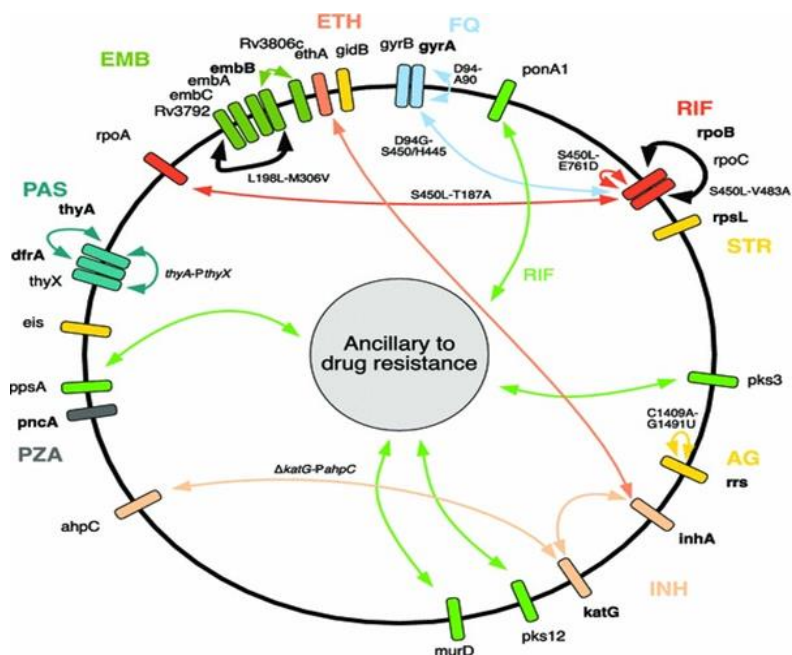 ETH
FQ
Rv3806c
gyrB
gyrA
EMB
embB
ethA
gidB
D94-
A90
ponA1
embA
embC
Rv3792
rpoA
D94G-
S450/H445
RIF
rpoB
S450L-
E761D
rpoC
L198L-M306V
S450L-T187A
S450L-V483A
rpsL
STR
PAS
thyA
dfrA
thyX
thyA-PthyX
RIF
eis
Ancillary to
drug resistance
ppsA
pncA
PZA
pks3
C1409A-
G1491U
AG
rrs
ΔkatG-PahpC
ahpC
inhA
INH
katG
pks12
murD